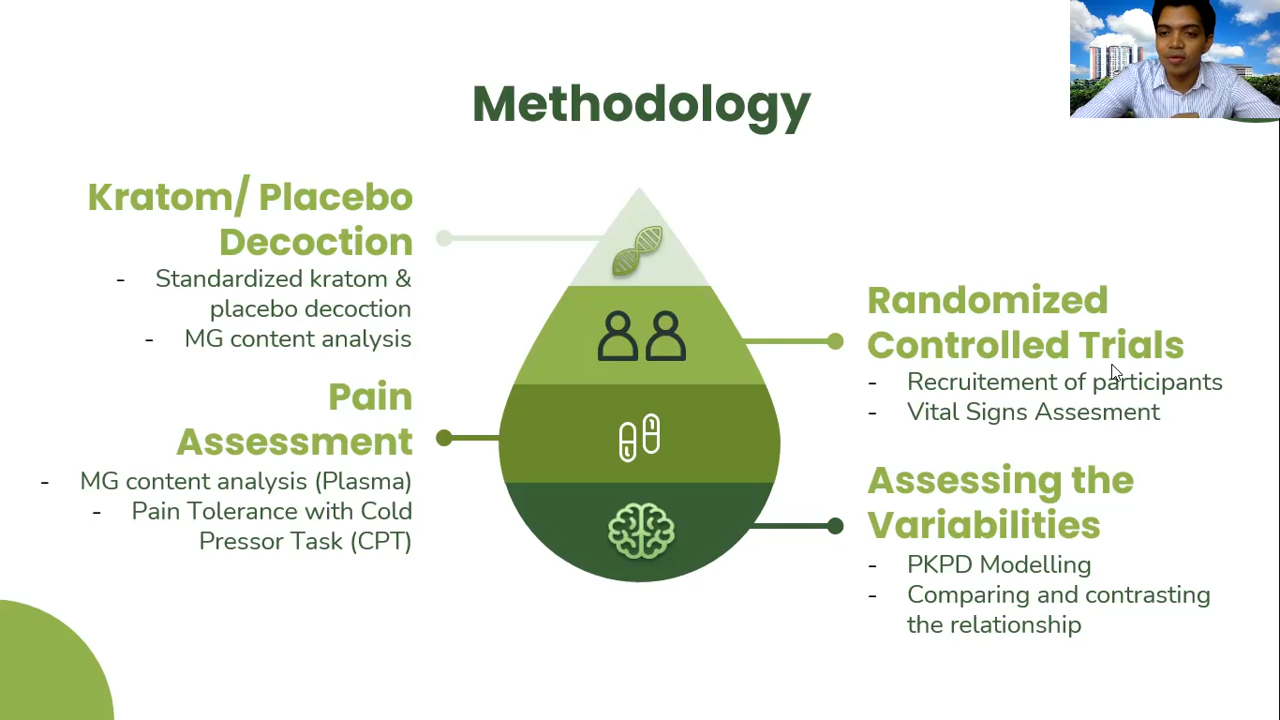 Methodology
Kratom/ Placebo
Decoction
- Standardized kratom &
placebo decoction
- MG content analysis
Pain
Assessment
- MG content analysis (Plasma)
- Pain Tolerance with Cold
Pressor Task (CPT)
Randomized
Controlled Trials
- Recruitement of participants
- Vital Signs Assesment
Assessing the
Variabilities
- PKPD Modelling
- Comparing and contrasting
the relationship